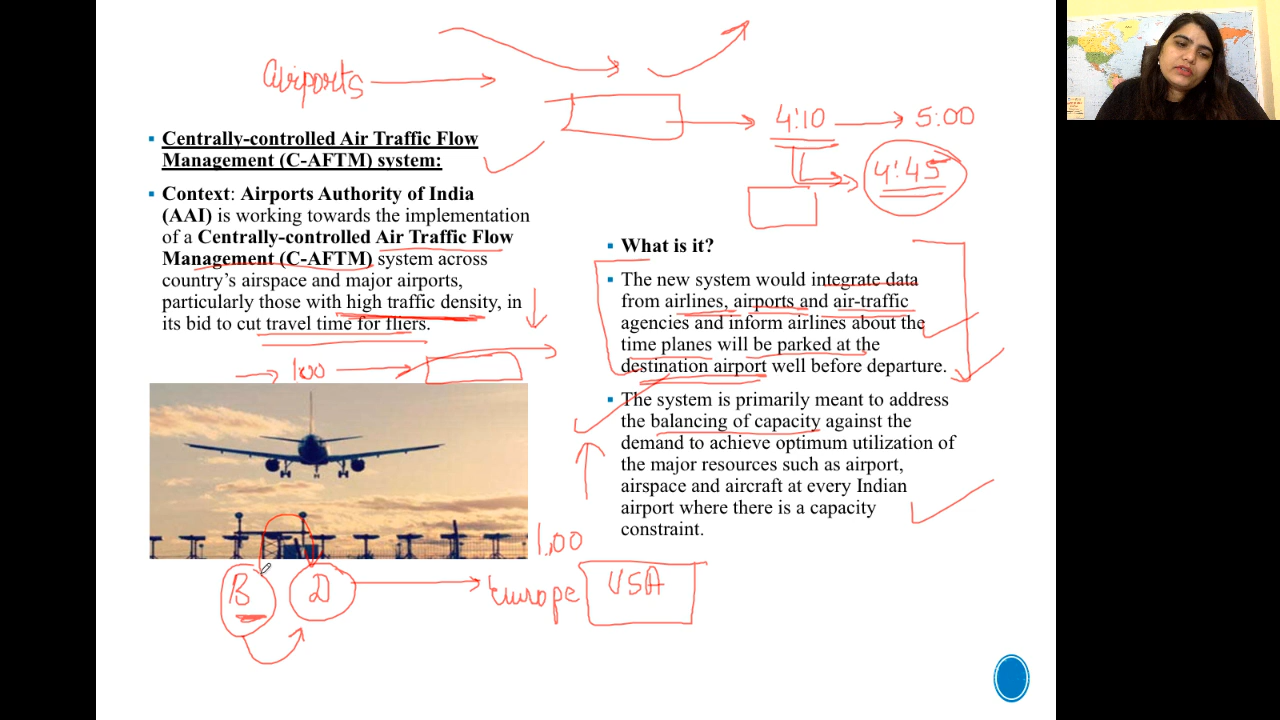 airports
4:10
5:00
4:45
Centrally-controlled Air Traffic Flow
Management (C-AFTM) system:
Context: Airports Authority of India
(AAI) is working towards the implementation
of a Centrally-controlled Air Traffic Flow
Management (C-AFTM) system across
country's airspace and major airports,
particularly those with high traffic density, in
its bid to cut travel time for fliers.
100
What is it?
The new system would integrate data
from airlines, airports and air-traffic
agencies and inform airlines about the
time planes will be parked at the
destination airport well before departure.
The system is primarily meant to address
the balancing of capacity against the
demand to achieve optimum utilization of
the major resources such as airport,
airspace and aircraft at every Indian
airport where there is a capacity
constraint.
1.00
B
D
Europe
USA